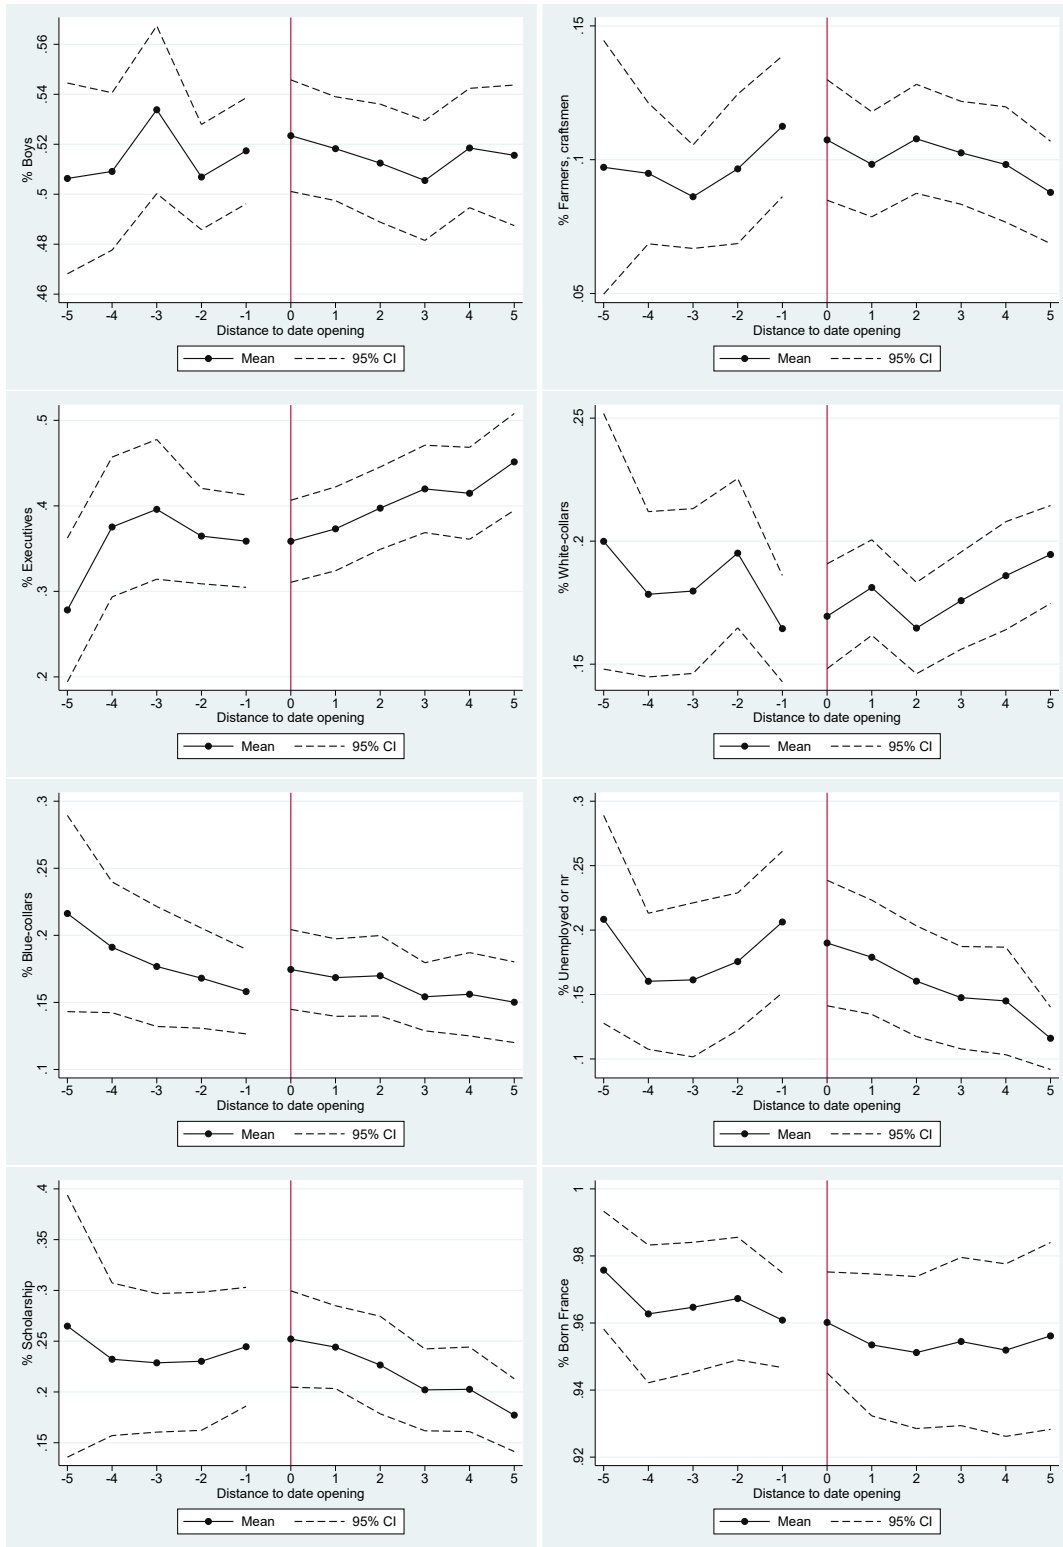 % Boys
.56
.54
.52
.5
.48
.46
-5 -4 -3 -2 -1 0 1 2 3 4 5
Distance to date opening
Mean 95% CI
% Farmers, craftsmen
.15
.1
.05
-5 -4 -3 -2 -1 0 1 2 3 4 5
Distance to date opening
Mean 95% CI
% Executives
.5
.4
.3
.2
-5 -4 -3 -2 -1 0 1 2 3 4 5
Distance to date opening
Mean 95% CI
% White-collars
.25
.2
.15
-5 -4 -3 -2 -1 0 1 2 3 4 5
Distance to date opening
Mean 95% CI
% Blue-collars
.3
.25
.2
.15
.1
-5 -4 -3 -2 -1 0 1 2 3 4 5
Distance to date opening
Mean 95% CI
% Unemployed or nr
.3
.25
.2
.15
.1
-5 -4 -3 -2 -1 0 1 2 3 4 5
Distance to date opening
Mean 95% CI
% Scholarship
.4
.35
.3
.25
.2
.15
-5 -4 -3 -2 -1 0 1 2 3 4 5
Distance to date opening
Mean 95% CI
% Born France
1
.98
.96
.94
.92
-5 -4 -3 -2 -1 0 1 2 3 4 5
Distance to date opening
Mean 95% CI